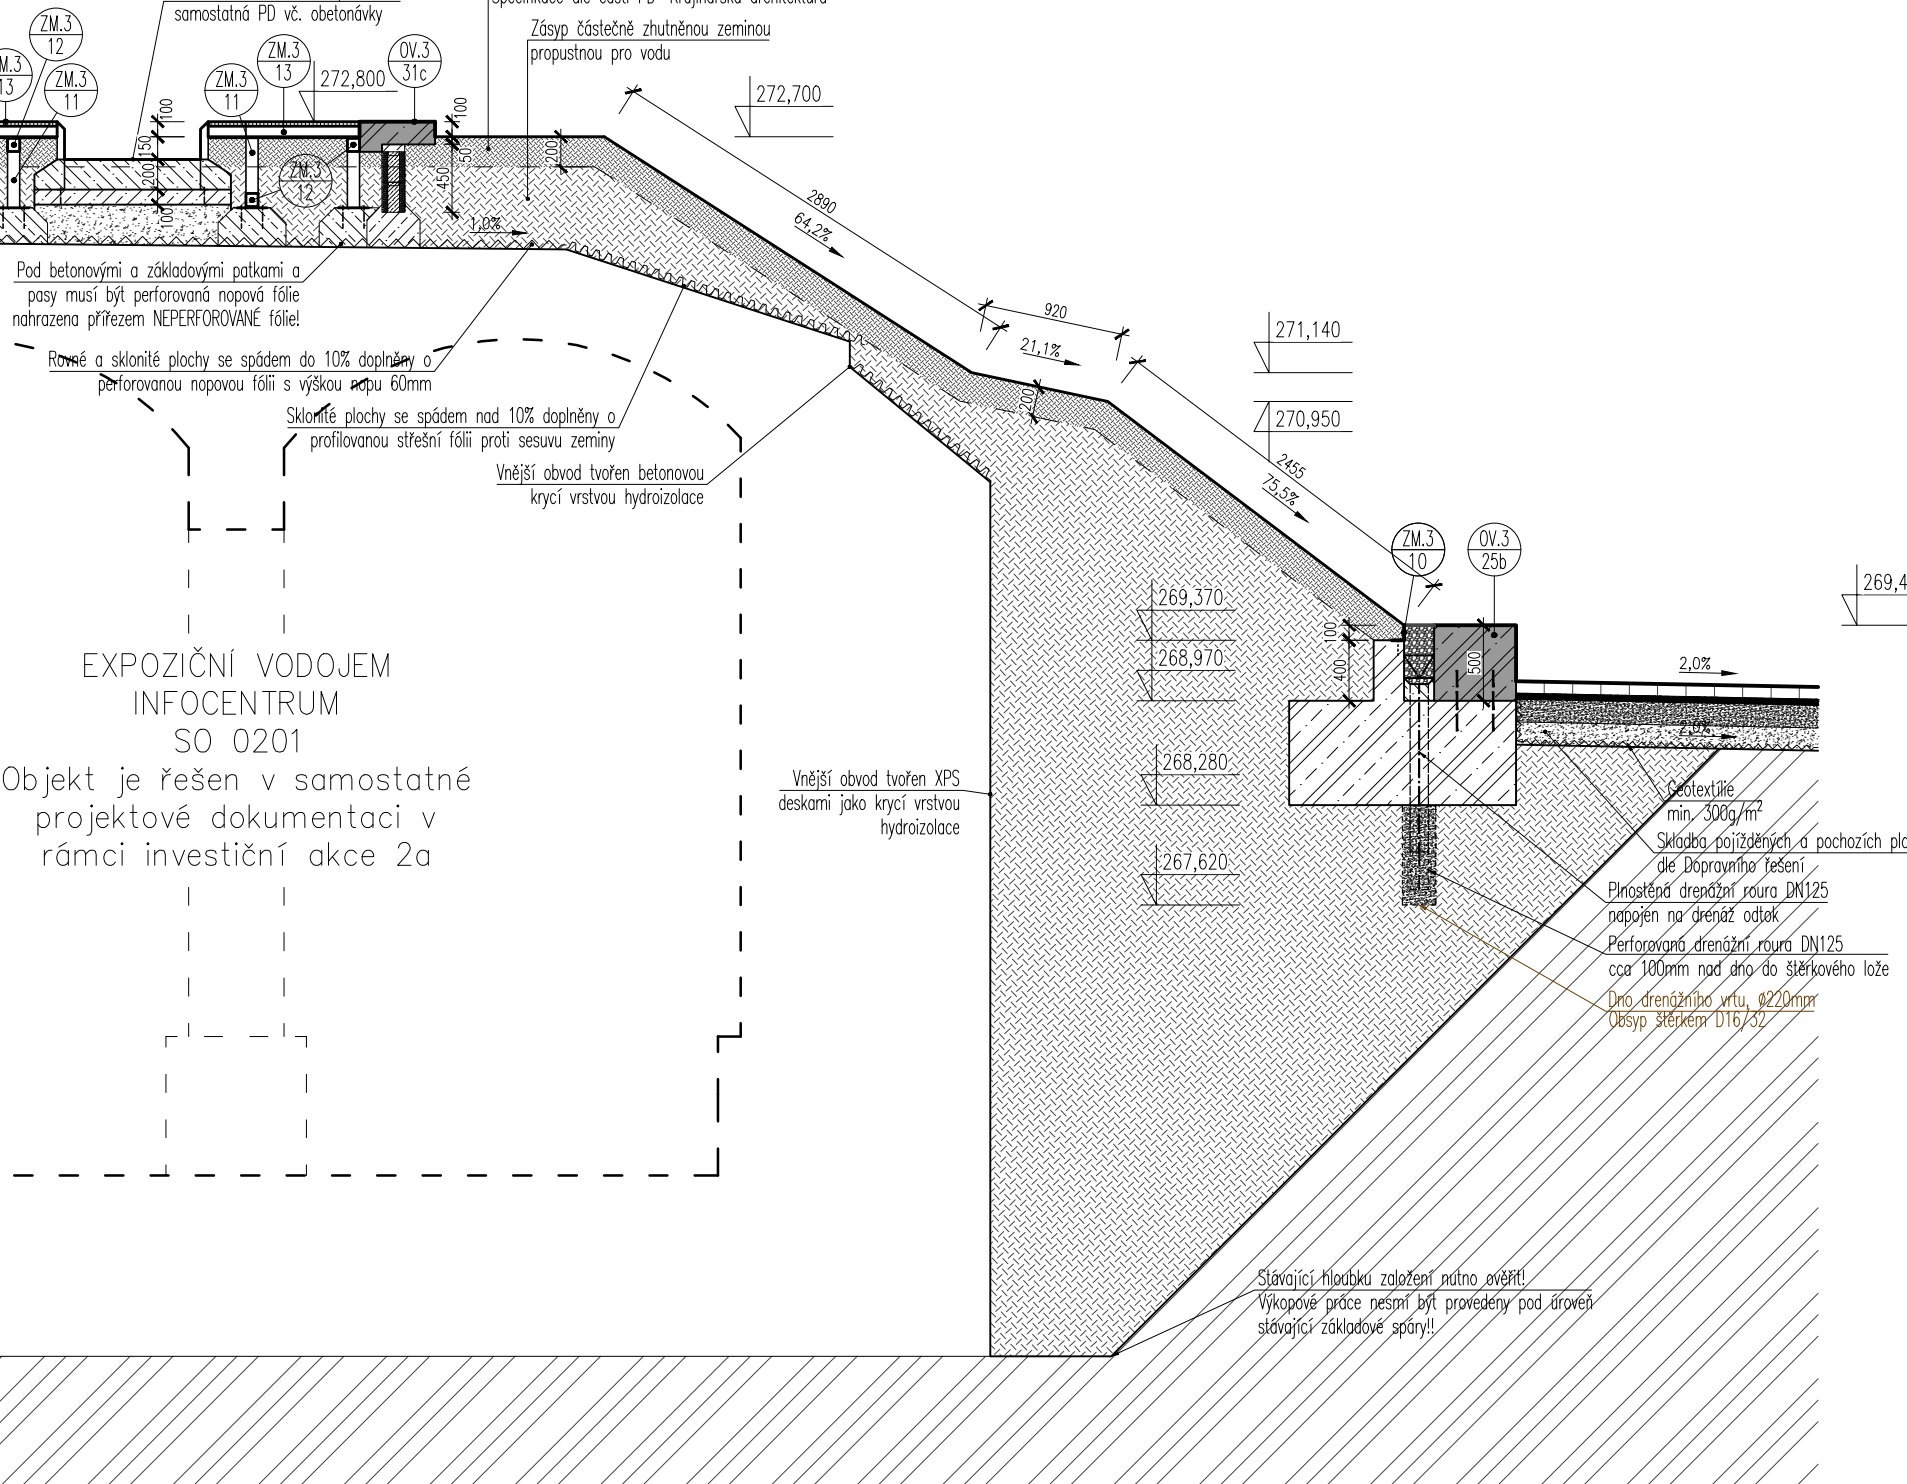 samostatná PD vč. obetonávky
Zásyp částečně zhutněnou zeminou
propustnou pro vodu
ZM.3
12
13
ZM.3
11
ZM.3
11
ZM.3
13
272,800
OV.3
31c
272,700
100
150
200
100
ZM.3
12
100
50
450
200
1,0%
2890
64,2%
920
21,1%
200
271,140
270,950
2455
75,5%
Pod betonovými a základovými patkami a
pasy musí být perforovaná nopová fólie
nahrazena přířezem NEPERFOROVANÉ fólie!
Rovné a sklonité plochy se spádem do 10% doplněny o
perforovanou nopovou fólii s výškou nopu 60mm
Sklonité plochy se spádem nad 10% doplněny o
profilovanou střešní fólii proti sesuvu zeminy
Vnější obvod tvořen betonovou
krycí vrstvou hydroizolace
EXPOZIČNÍ VODOJEM
INFOCENTRUM
SO 0201
Objekt je řešen v samostatné
projektové dokumentaci v
rámci investiční akce 2a
Vnější obvod tvořen XPS
deskami jako krycí vrstvou
hydroizolace
269,370
268,970
268,280
267,620
100
400
500
ZM.3
10
OV.3
25b
269,4
2,0%
2,0%
Geotextílie
min. 300g/m²
Skladba pojížděných a pochozích plo
dle Dopravního řešení
Plnostěná drenážní roura DN125
napojen na drenáž odtok
Perforovaná drenážní roura DN125
cca 100mm nad dno do štěrkového lože
Dno drenážního vrtu, ø220mm
Obsyp štěrkem D16/32
Stávající hloubku založení nutno ověřit!
Výkopové práce nesmí být provedeny pod úroveň
stávající základové spáry!!